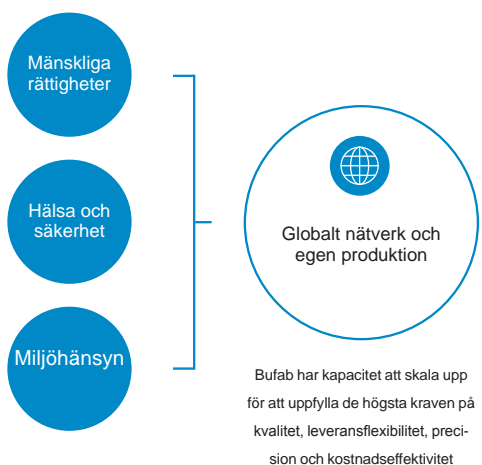 Mänskliga
rättigheter
Hälsa och
säkerhet
Miljöhänsyn
Globalt nätverk och
egen produktion
Bufab har kapacitet att skala upp
för att uppfylla de högsta kraven på
kvalitet, leveransflexibilitet, preci-
sion och kostnadseffektivitet